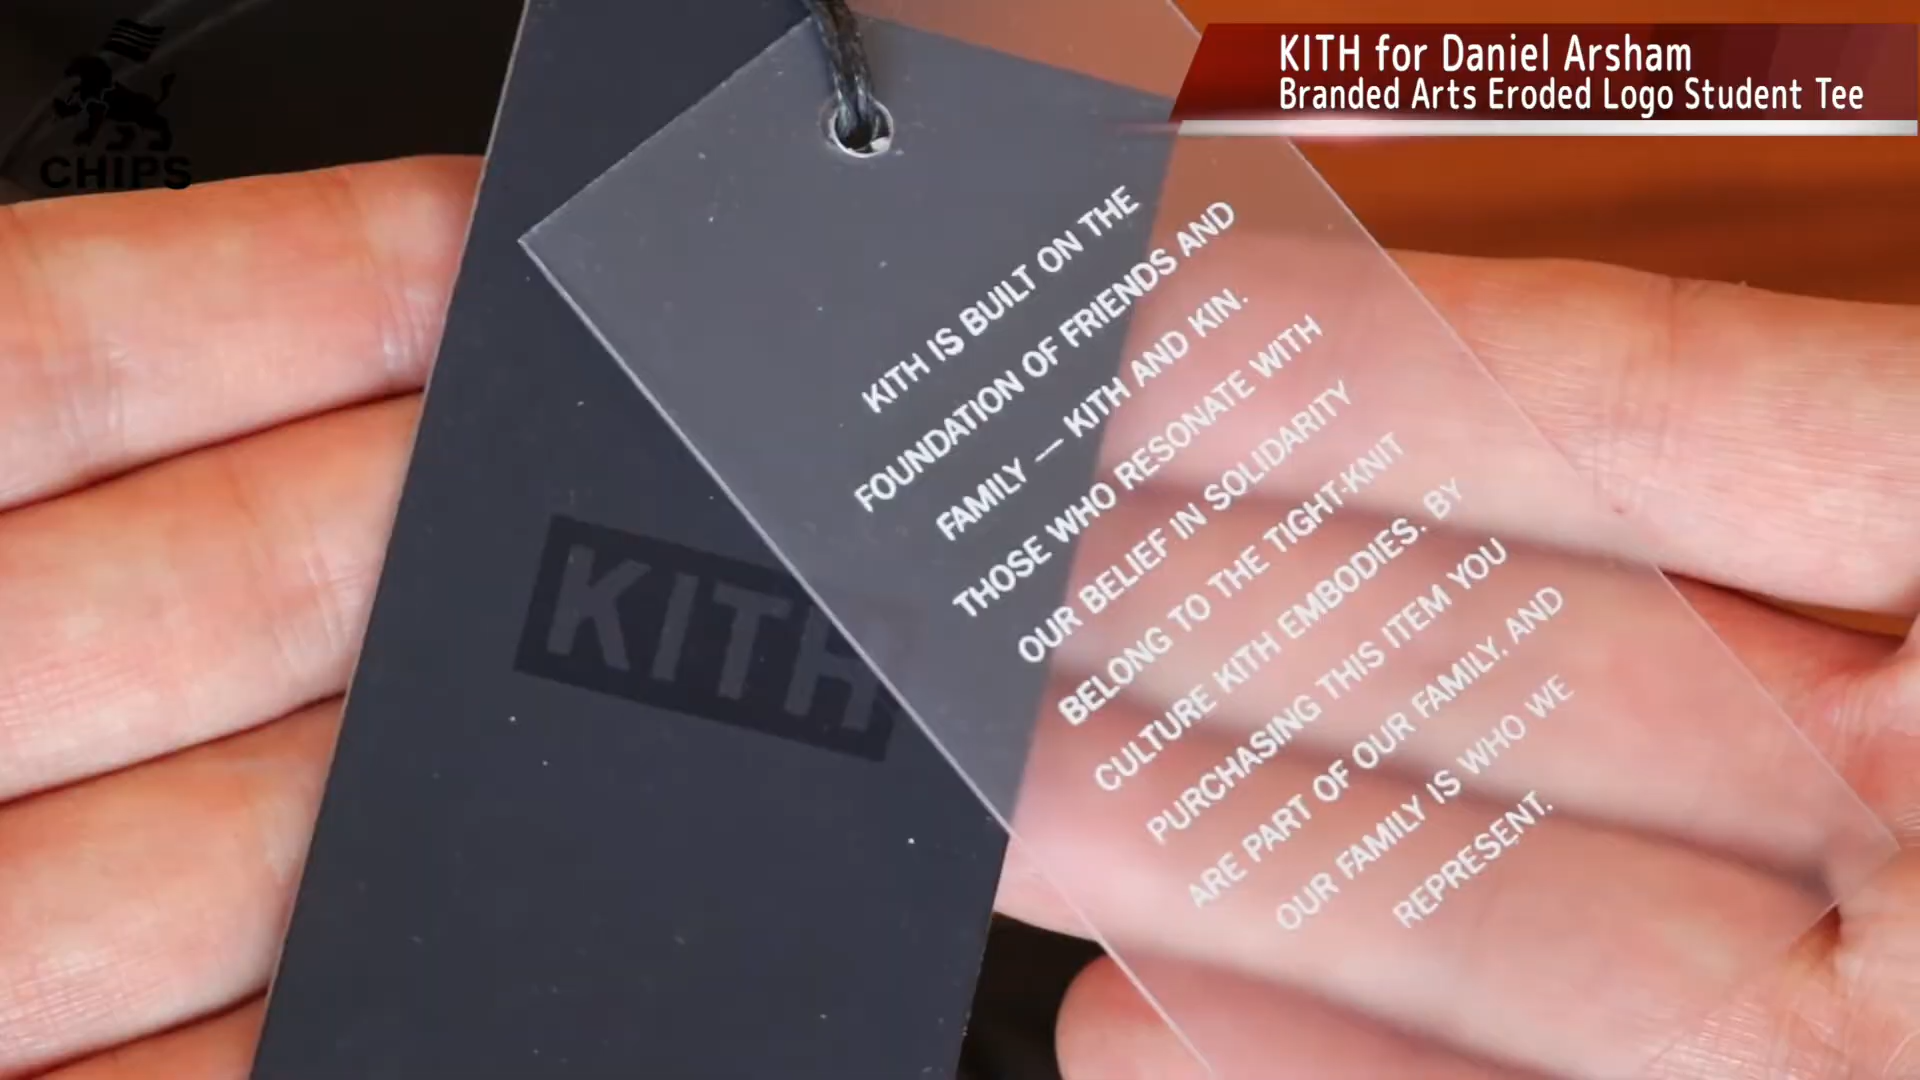 CHIPS
KITH for Daniel Arsham
Branded Arts Eroded Logo Student Tee
KITH IS BUILT ON THE
FOUNDATION OF FRIENDS AND
FAMILY — KITH AND KIN.
THOSE WHO RESONATE WITH
OUR BELIEF IN SOLIDARITY
BELONG TO THE TIGHT-KNIT
CULTURE KITH EMBODIES. BY
PURCHASING THIS ITEM YOU
ARE PART OF OUR FAMILY, AND
OUR FAMILY IS WHO WE
REPRESENT.
KITH